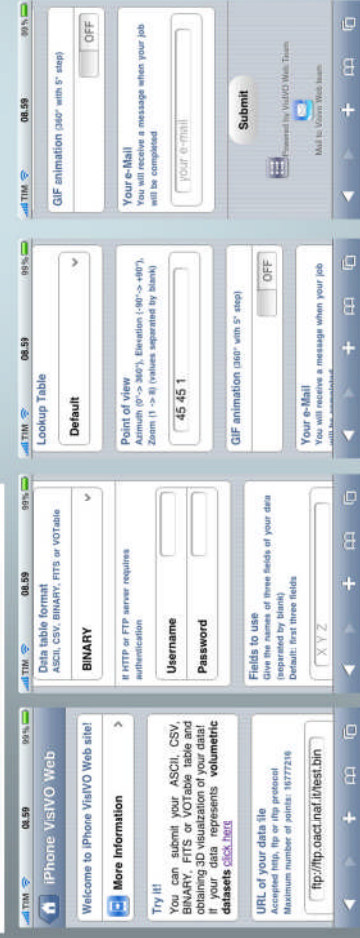 TIM 08.59 99%
iPhone VisIVO Web
Welcome to iPhone VisIVO Web site!
More Information
Try it!
You can submit your ASCII, CSV,
BINARY, FITS or VOTable table and
obtaining 3D visualization of your data!
If your data represents volumetric
datasets click here
URL of your data file
Accepted http, ftp or sftp protocol
Maximum number of points: 16777216
ftp://ftp.oact.inaf.it/test.bin
TIM 08.59 99%
Data table format
ASCII, CSV, BINARY, FITS or VOTable
BINARY
If HTTP or FTP server requires
authentication
Username
Password
Fields to use
Give the names of three fields of your data
(separated by blank)
Default: first three fields
X Y Z
TIM 08.59 99%
Lookup Table
Default
Point of view
Azimuth (0°-> 360°), Elevation (-90°-> +90°),
Zoom (1 -> 8) (values separated by blank)
45 45 1
GIF animation (360° with 5° step)
OFF
Your e-Mail
You will receive a message when your job
will be completed
TIM 08.59 99%
GIF animation (360° with 5° step)
OFF
Your e-Mail
You will receive a message when your job
will be completed
your e-mail
Submit
Powered by VisIVO Web Team
Mail to Visivo Web team